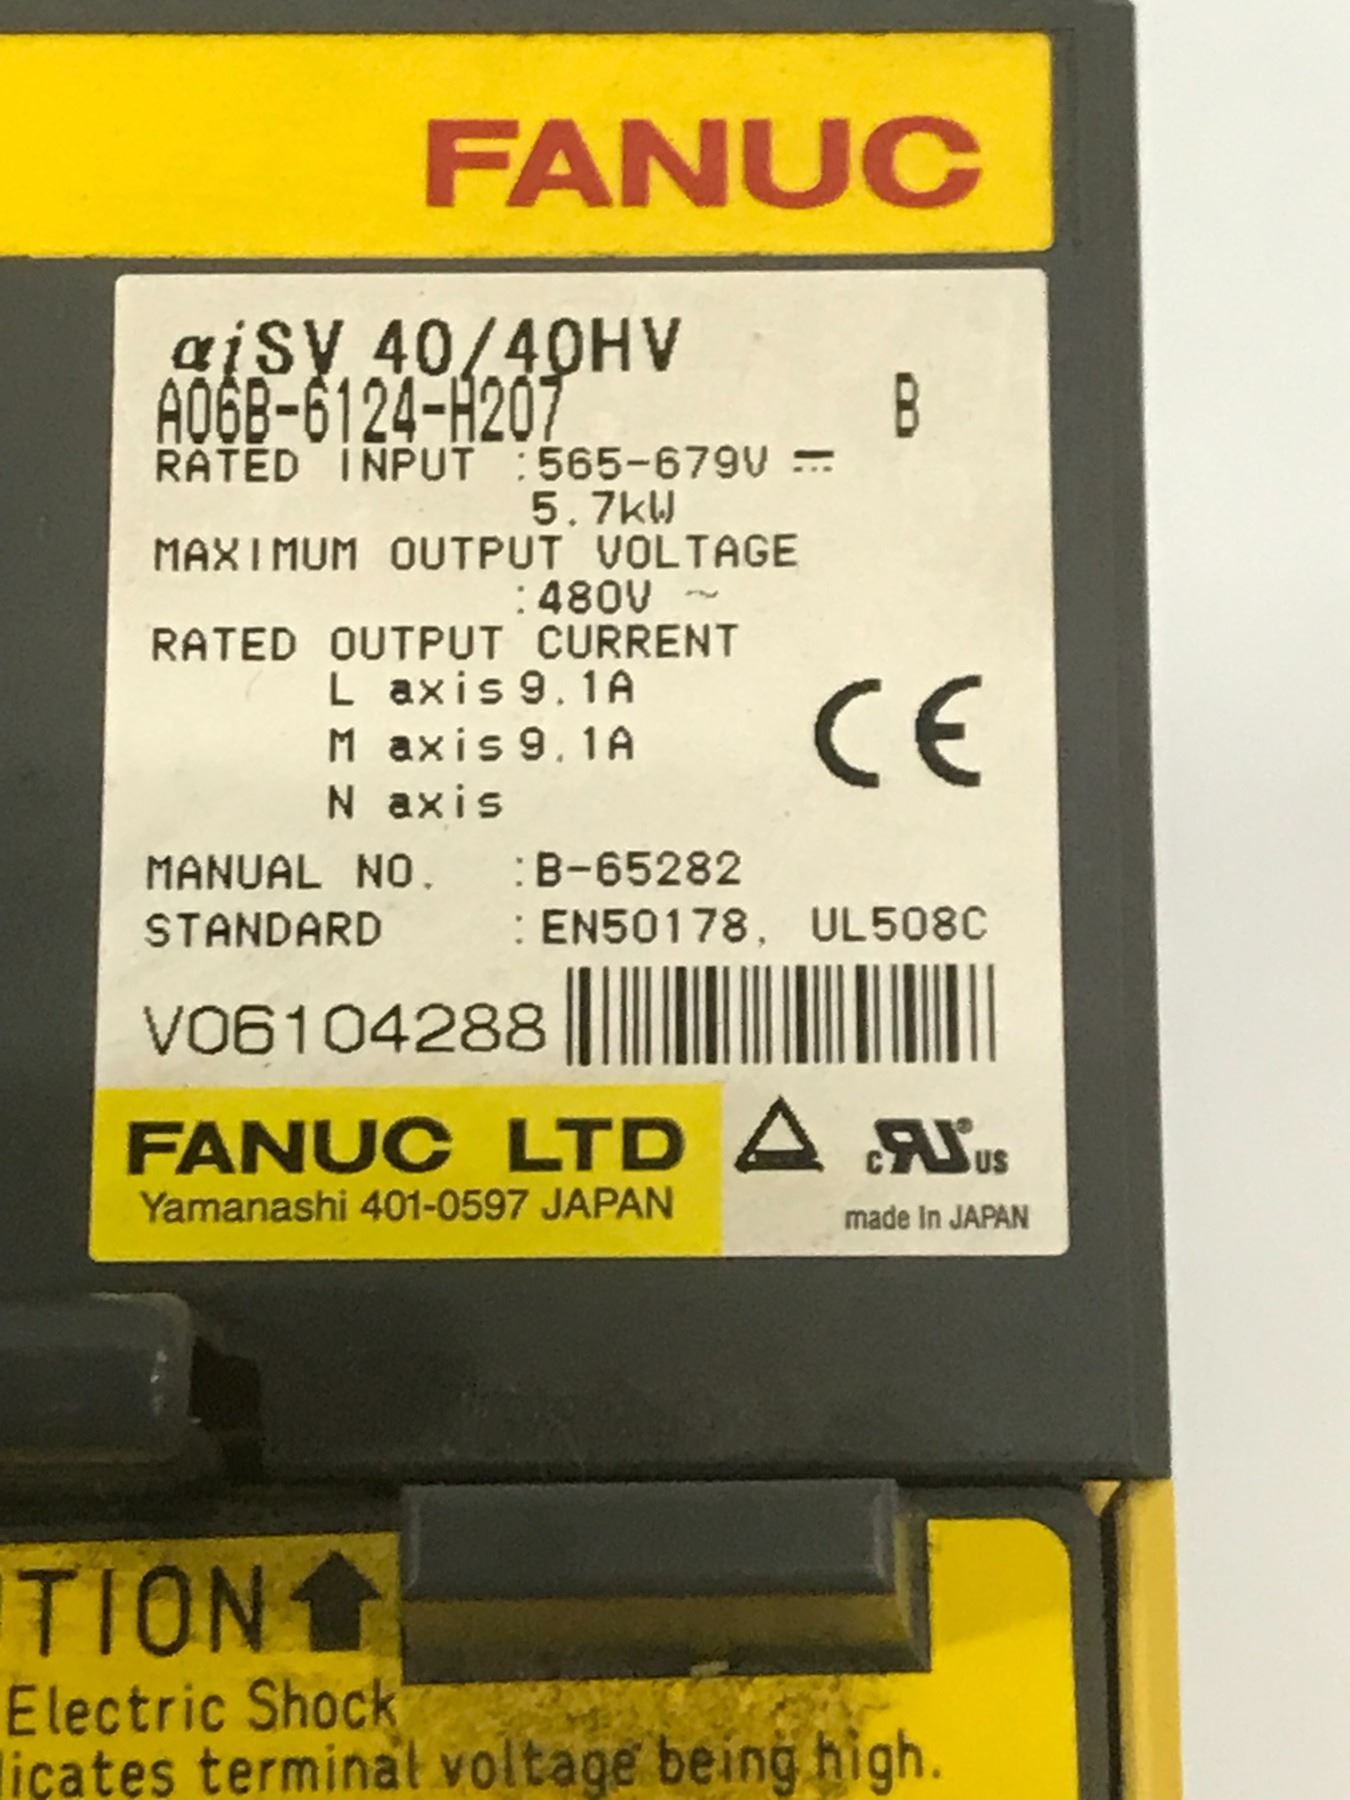 FANUC
αiSV 40/40HV
A06B-6124-H207 B
RATED INPUT :565-679V ⎓
5.7kW
MAXIMUM OUTPUT VOLTAGE
:480V ~
RATED OUTPUT CURRENT
L axis 9.1A
M axis 9.1A
N axis
CE
MANUAL NO. :B-65282
STANDARD :EN50178, UL508C
V06104288
FANUC LTD
Yamanashi 401-0597 JAPAN
c RU® US
made in JAPAN
TION
Electric Shock
licates terminal voltage being high.